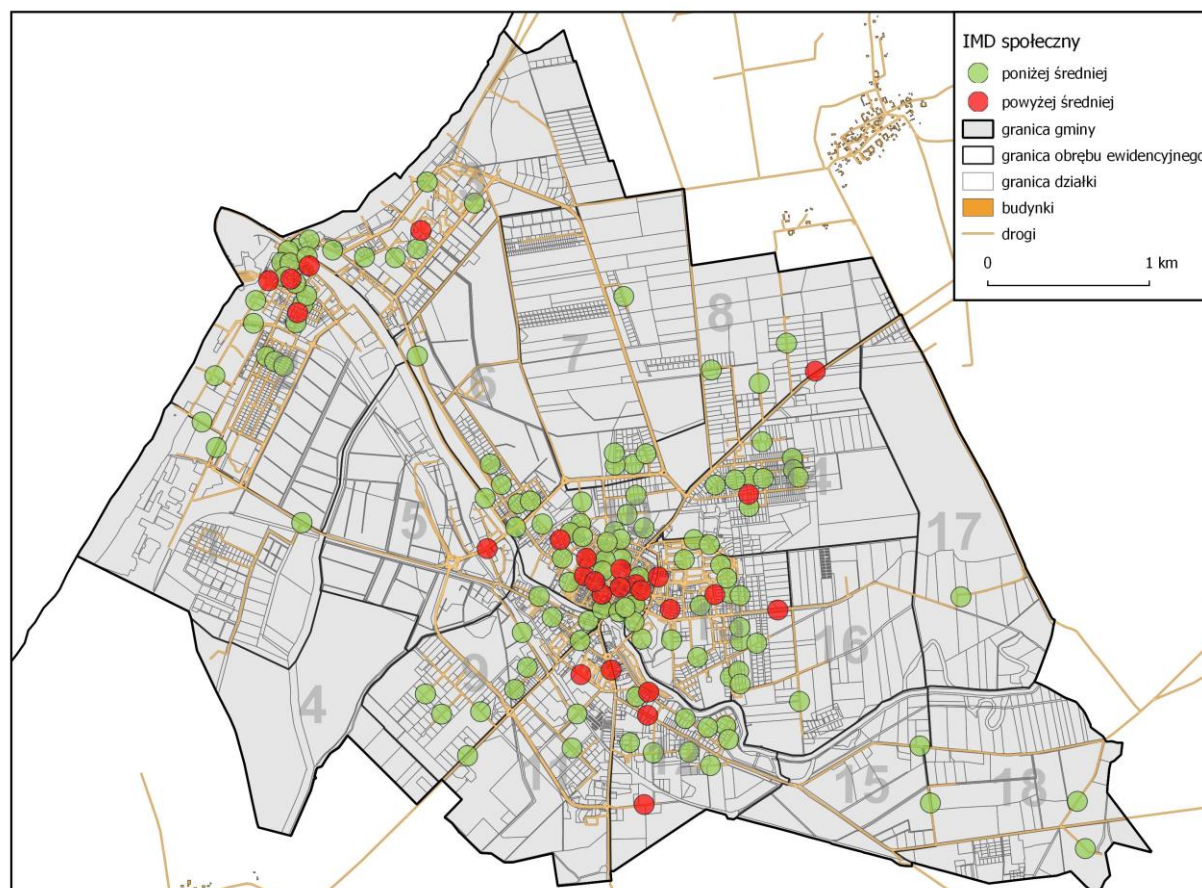 IMD społeczny
poniżej średniej
powyżej średniej
granica gminy
granica obrębu ewidencyjnego
granica działki
budynki
drogi
0 1 km
8
7
6
17
5
16
9
4
15
18